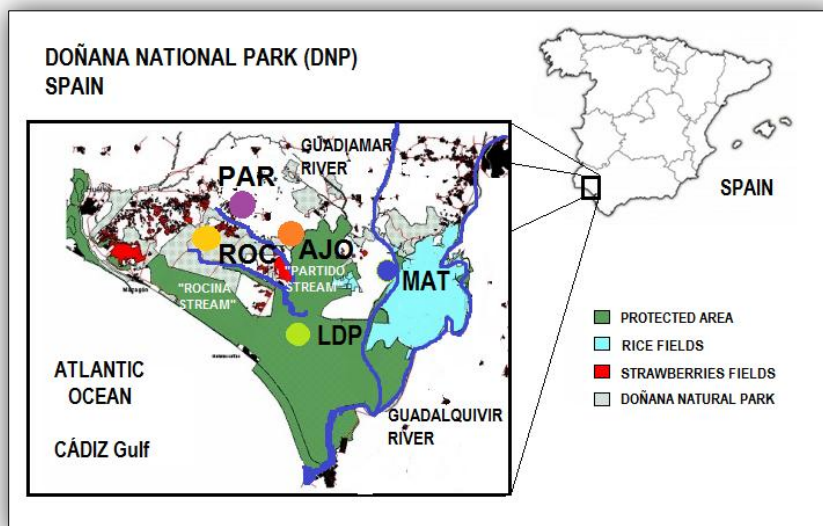 DOÑANA NATIONAL PARK (DNP)
SPAIN
GUADIAMAR
RIVER
PAR
ROC
AJO
"PARTIDO
STREAM"
"ROCINA
STREAM"
MAT
LDP
ATLANTIC
OCEAN
CÁDIZ Gulf
GUADALQUIVIR
RIVER
SPAIN
PROTECTED AREA
RICE FIELDS
STRAWBERRIES FIELDS
DOÑANA NATURAL PARK